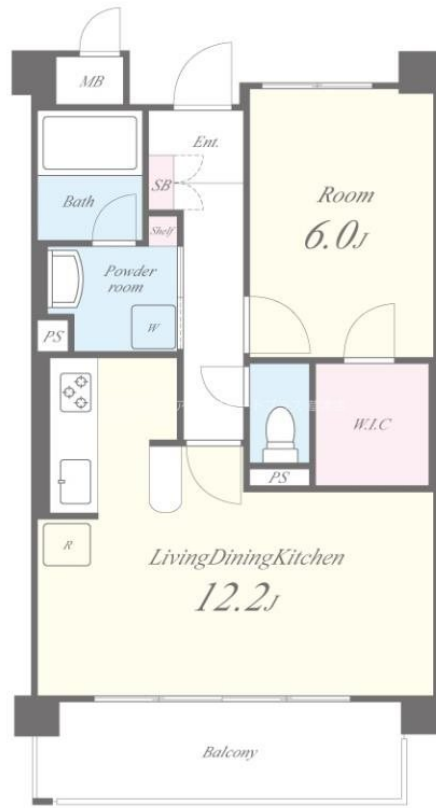 MB
Ent.
SB
Bath
Shelf
Room
6.0J
Powder
room
W
PS
W.I.C
PS
R
LivingDiningKitchen
12.2J
Balcony